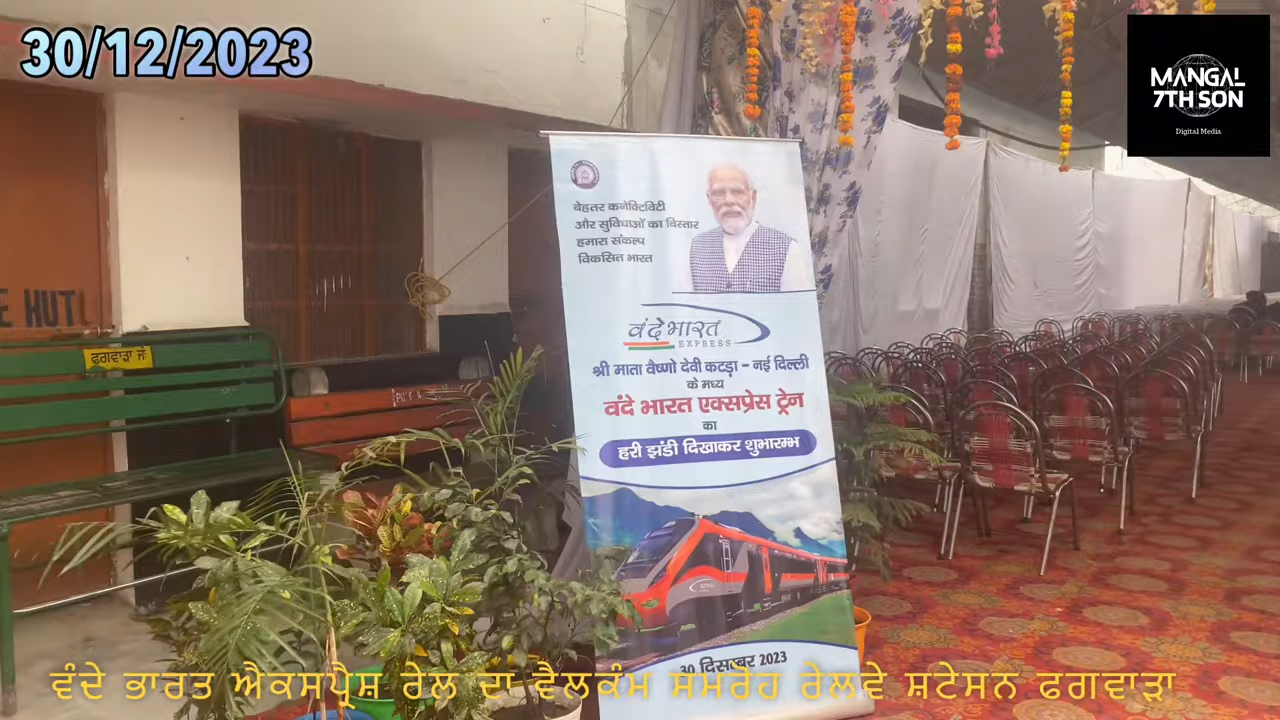 30/12/2023
MANGAL
7TH SON
Digital Media
बेहतर कनेक्टिविटी
और सुविधाओं का विस्तार
हमारा संकल्प
विकसित भारत
वंदे भारत
EXPRESS
श्री माता वैष्णो देवी कटड़ा - नई दिल्ली
के मध्य
वंदे भारत एक्सप्रेस ट्रेन
का
हरी झंडी दिखाकर शुभारम्भ
30 दिसम्बर 2023
E HUT
ਫਗਵਾੜਾ ਜੰ:
ਵੰਦੇ ਭਾਰਤ ਐਕਸਪ੍ਰੈਸ਼ ਰੇਲ ਦਾ ਵੈਲਕੰਮ ਸਮਰੋਹ ਰੇਲਵੇ ਸ਼ਟੇਸਨ ਫਗਵਾੜਾ